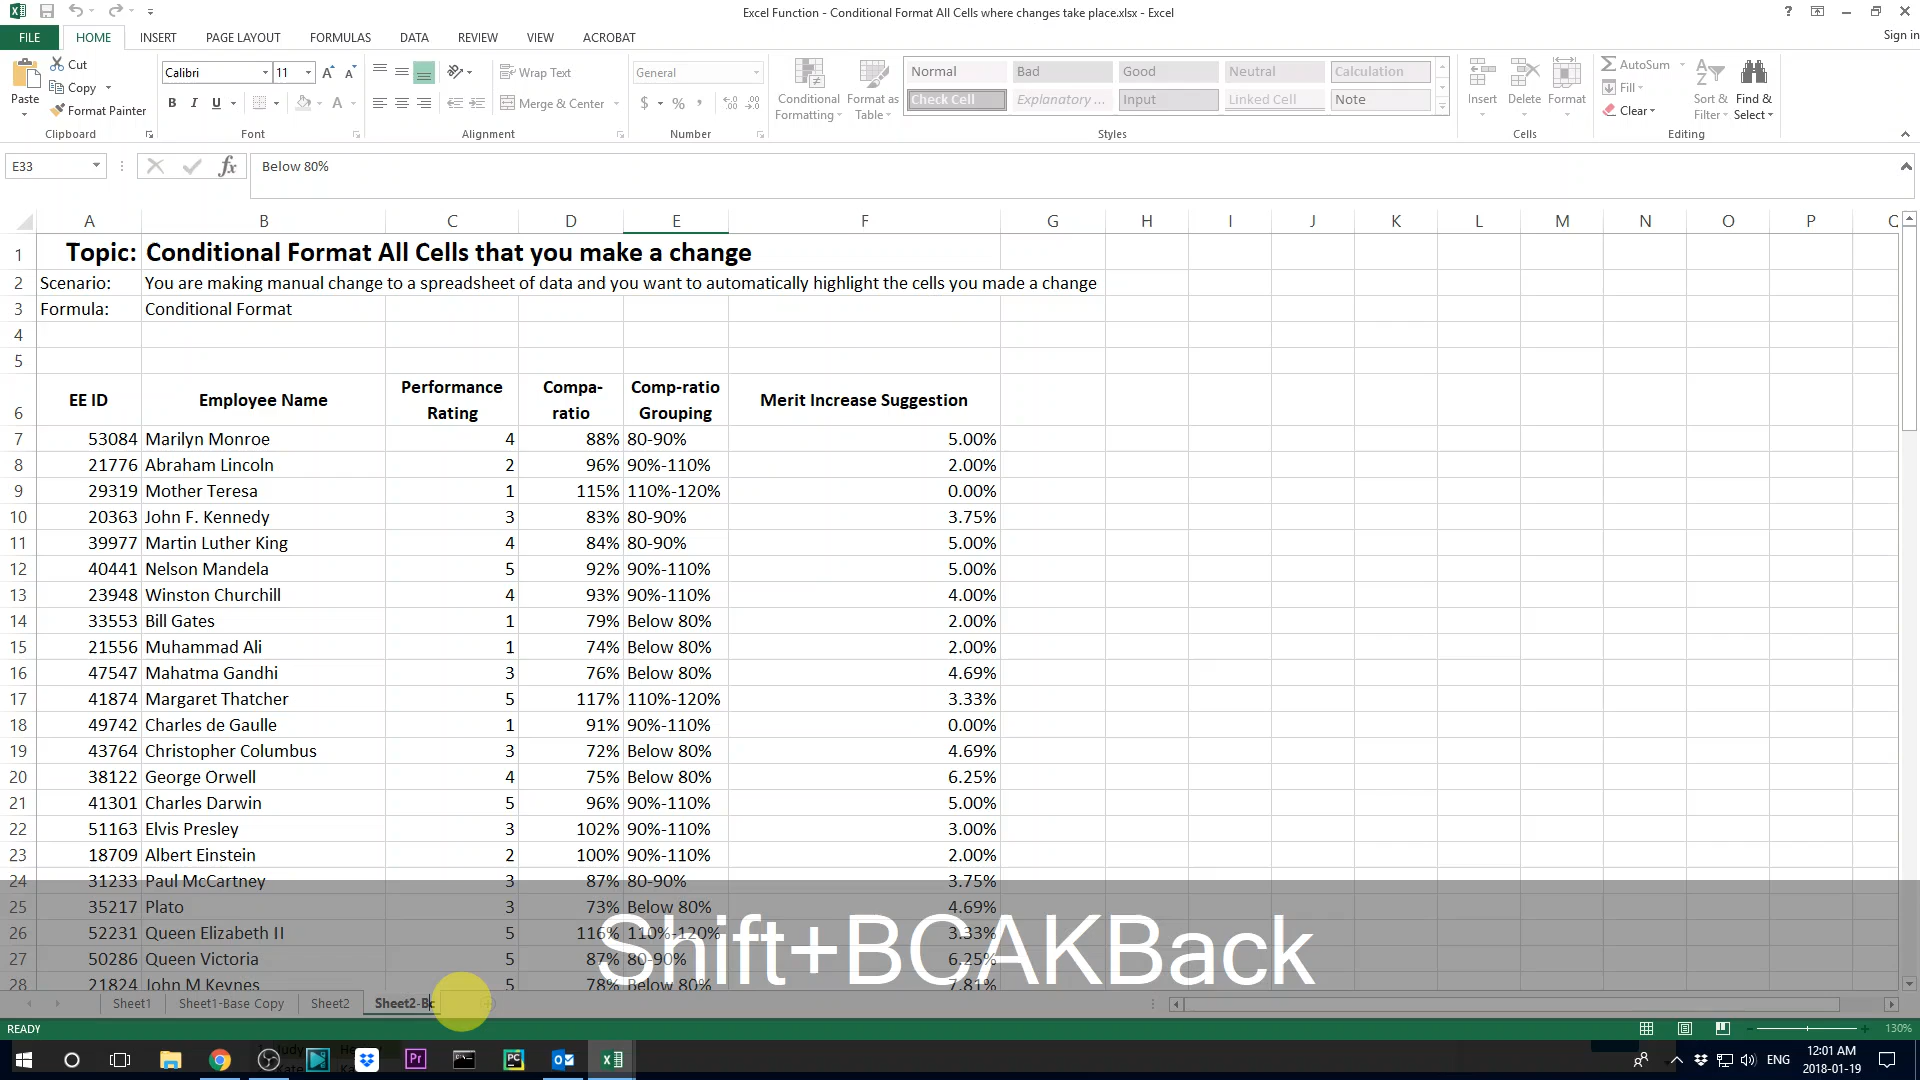 Excel Function - Conditional Format All Cells where changes take place.xlsx - Excel
Sign in
FILE HOME INSERT PAGE LAYOUT FORMULAS DATA REVIEW VIEW ACROBAT
Paste Cut Copy Format Painter
Calibri 11
B I U
Wrap Text
Merge & Center
General
$ %
Conditional Formatting
Format as Table
Normal Bad Good Neutral Calculation
Check Cell Explanatory ... Input Linked Cell Note
Insert Delete Format
AutoSum
Fill
Clear
Sort & Filter
Find & Select
Clipboard Font Alignment Number Styles Cells Editing
E33 fx Below 80%
A B C D E F G H I J K L M N O P
1 Topic: Conditional Format All Cells that you make a change
2 Scenario: You are making manual change to a spreadsheet of data and you want to automatically highlight the cells you made a change
3 Formula: Conditional Format
4
5
6 EE ID Employee Name Performance Rating Compa-ratio Comp-ratio Grouping Merit Increase Suggestion
7 53084 Marilyn Monroe 4 88% 80-90% 5.00%
8 21776 Abraham Lincoln 2 96% 90%-110% 2.00%
9 29319 Mother Teresa 1 115% 110%-120% 0.00%
10 20363 John F. Kennedy 3 83% 80-90% 3.75%
11 39977 Martin Luther King 4 84% 80-90% 5.00%
12 40441 Nelson Mandela 5 92% 90%-110% 5.00%
13 23948 Winston Churchill 4 93% 90%-110% 4.00%
14 33553 Bill Gates 1 79% Below 80% 2.00%
15 21556 Muhammad Ali 1 74% Below 80% 2.00%
16 47547 Mahatma Gandhi 3 76% Below 80% 4.69%
17 41874 Margaret Thatcher 5 117% 110%-120% 3.33%
18 49742 Charles de Gaulle 1 91% 90%-110% 0.00%
19 43764 Christopher Columbus 3 72% Below 80% 4.69%
20 38122 George Orwell 4 75% Below 80% 6.25%
21 41301 Charles Darwin 5 96% 90%-110% 5.00%
22 51163 Elvis Presley 3 102% 90%-110% 3.00%
23 18709 Albert Einstein 2 100% 90%-110% 2.00%
24 31233 Paul McCartney 3 87% 80-90% 3.75%
25 35217 Plato 3 73% Below 80% 4.69%
26 52231 Queen Elizabeth II 5 116% 110%-120% 3.33%
27 50286 Queen Victoria 5 87% 80-90% 6.25%
28 21824 John M Keynes 5 78% Below 80% 7.81%
Shift+BCAKBack
Sheet1 Sheet1-Base Copy Sheet2 Sheet2-Bc
READY
130%
ENG
12:01 AM
2018-01-19